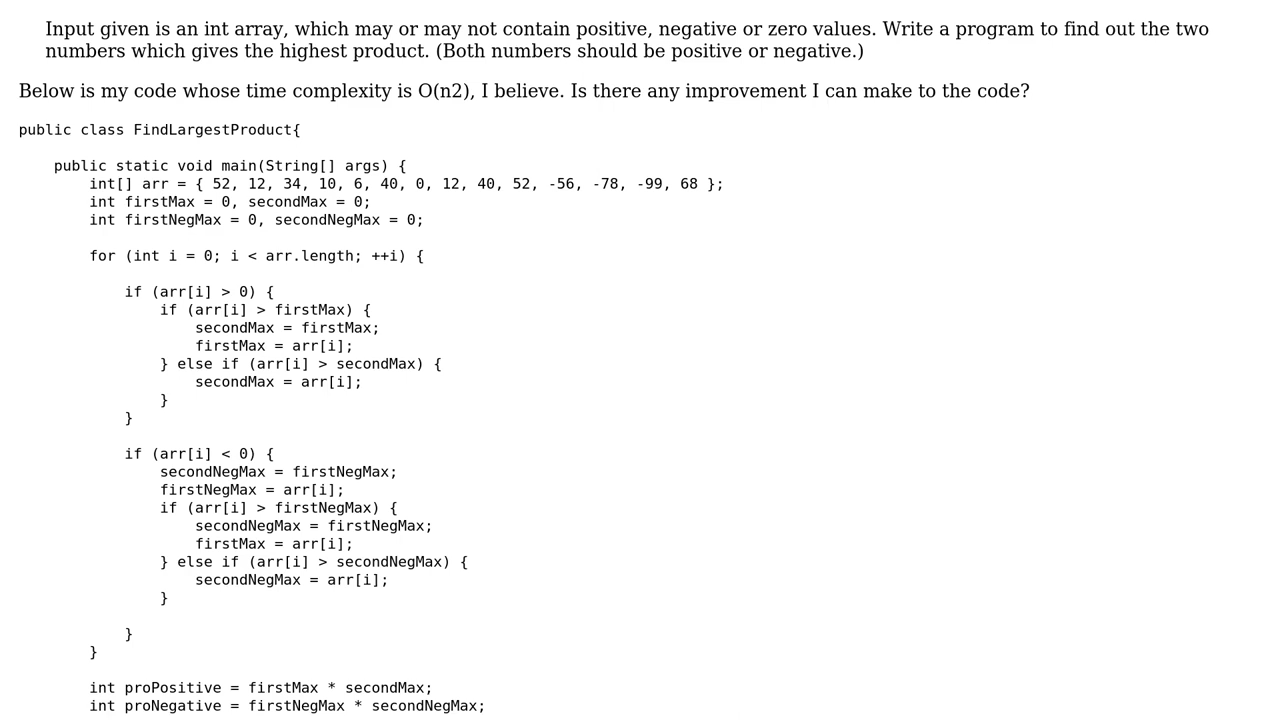 Input given is an int array, which may or may not contain positive, negative or zero values. Write a program to find out the two
numbers which gives the highest product. (Both numbers should be positive or negative.)
Below is my code whose time complexity is O(n2), I believe. Is there any improvement I can make to the code?
public class FindLargestProduct{
    public static void main(String[] args) {
        int[] arr = { 52, 12, 34, 10, 6, 40, 0, 12, 40, 52, -56, -78, -99, 68 };
        int firstMax = 0, secondMax = 0;
        int firstNegMax = 0, secondNegMax = 0;
        for (int i = 0; i < arr.length; ++i) {
            if (arr[i] > 0) {
                if (arr[i] > firstMax) {
                    secondMax = firstMax;
                    firstMax = arr[i];
                } else if (arr[i] > secondMax) {
                    secondMax = arr[i];
                }
            }
            if (arr[i] < 0) {
                secondNegMax = firstNegMax;
                firstNegMax = arr[i];
                if (arr[i] > firstNegMax) {
                    secondNegMax = firstNegMax;
                    firstMax = arr[i];
                } else if (arr[i] > secondNegMax) {
                    secondNegMax = arr[i];
                }
            }
        }
        int proPositive = firstMax * secondMax;
        int proNegative = firstNegMax * secondNegMax;